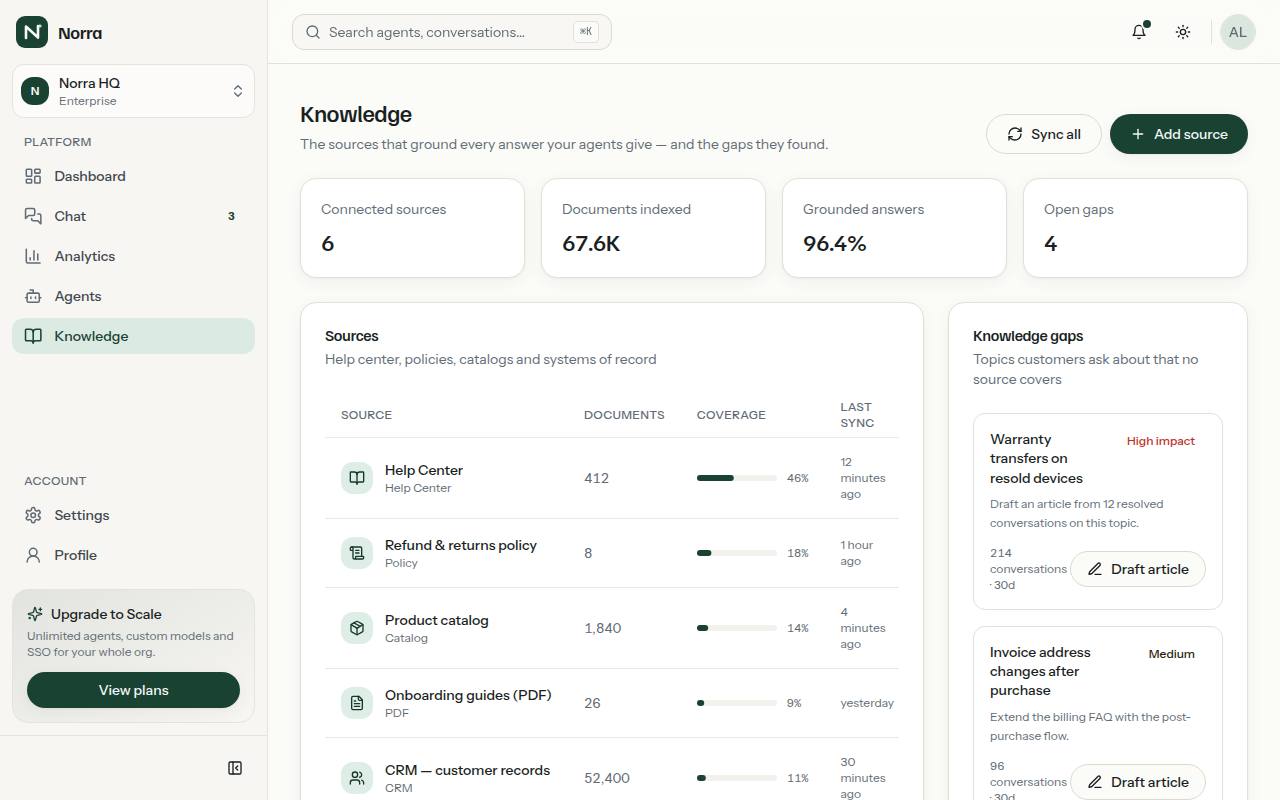 Norra
Search agents, conversations...
⌘K
AL
N
Norra HQ
Enterprise
PLATFORM
Dashboard
Chat
3
Analytics
Agents
Knowledge
ACCOUNT
Settings
Profile
Upgrade to Scale
Unlimited agents, custom models and
SSO for your whole org.
View plans
Knowledge
The sources that ground every answer your agents give — and the gaps they found.
Sync all
Add source
Connected sources
6
Documents indexed
67.6K
Grounded answers
96.4%
Open gaps
4
Sources
Help center, policies, catalogs and systems of record
SOURCE
DOCUMENTS
COVERAGE
LAST
SYNC
Help Center
Help Center
412
46%
12
minutes
ago
Refund & returns policy
Policy
8
18%
1 hour
ago
Product catalog
Catalog
1,840
14%
4
minutes
ago
Onboarding guides (PDF)
PDF
26
9%
yesterday
CRM — customer records
CRM
52,400
11%
30
minutes
ago
Knowledge gaps
Topics customers ask about that no
source covers
Warranty
transfers on
resold devices
High impact
Draft an article from 12 resolved
conversations on this topic.
214
conversations
· 30d
Draft article
Invoice address
changes after
purchase
Medium
Extend the billing FAQ with the post-
purchase flow.
96
conversations
· 30d
Draft article